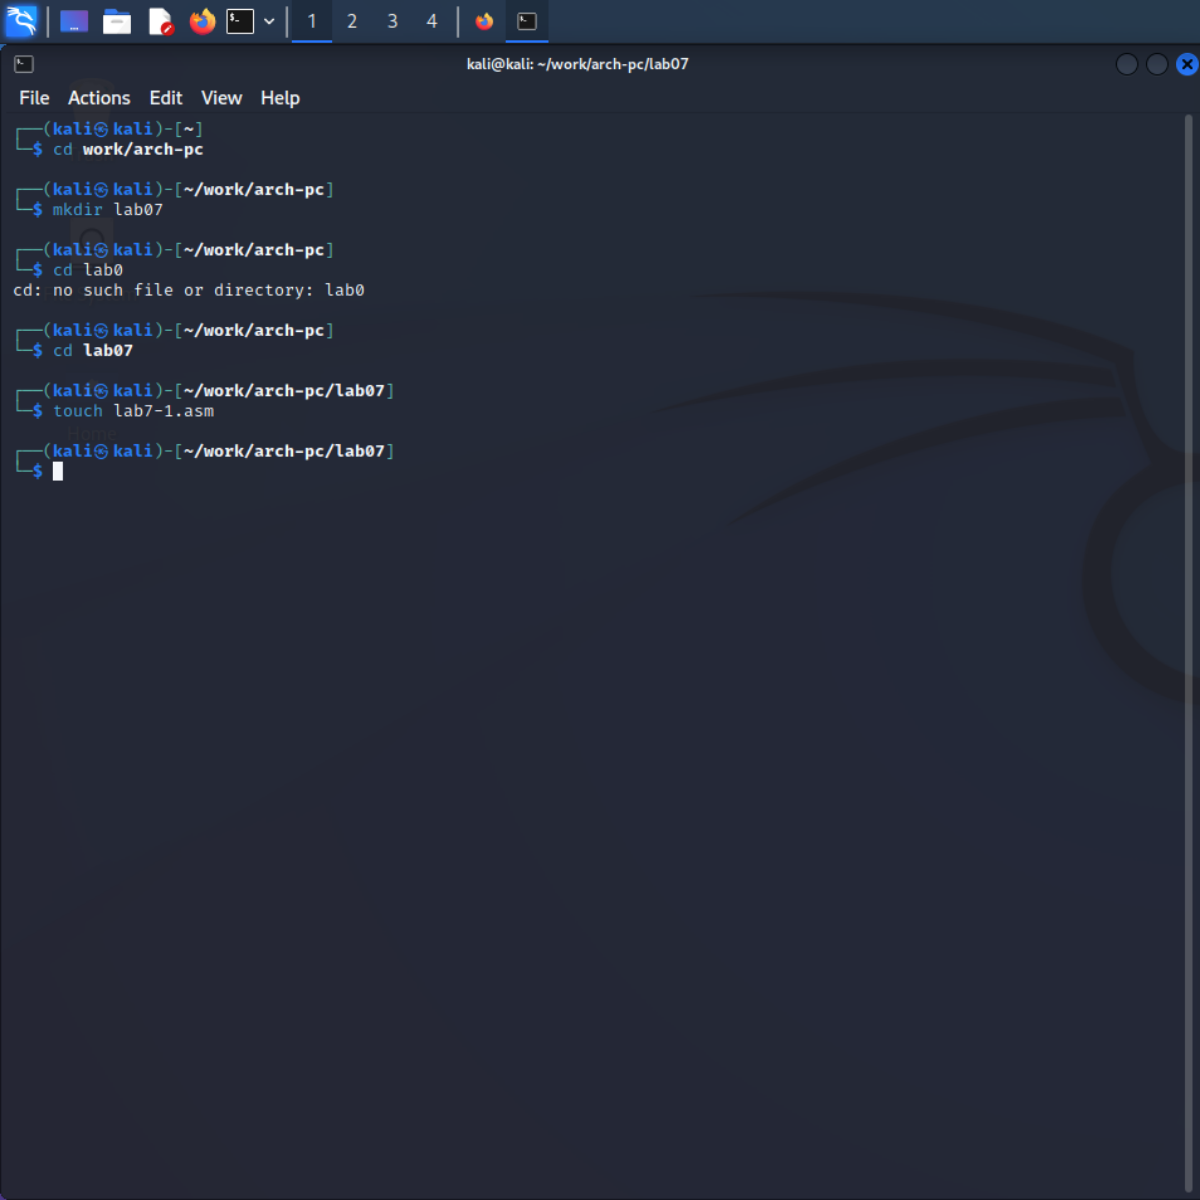 1 2 3 4
kali@kali: ~/work/arch-pc/lab07
File Actions Edit View Help
┌──(kali㉿kali)-[~]
└─$ cd work/arch-pc
┌──(kali㉿kali)-[~/work/arch-pc]
└─$ mkdir lab07
┌──(kali㉿kali)-[~/work/arch-pc]
└─$ cd lab0
cd: no such file or directory: lab0
┌──(kali㉿kali)-[~/work/arch-pc]
└─$ cd lab07
┌──(kali㉿kali)-[~/work/arch-pc/lab07]
└─$ touch lab7-1.asm
Home
┌──(kali㉿kali)-[~/work/arch-pc/lab07]
└─$